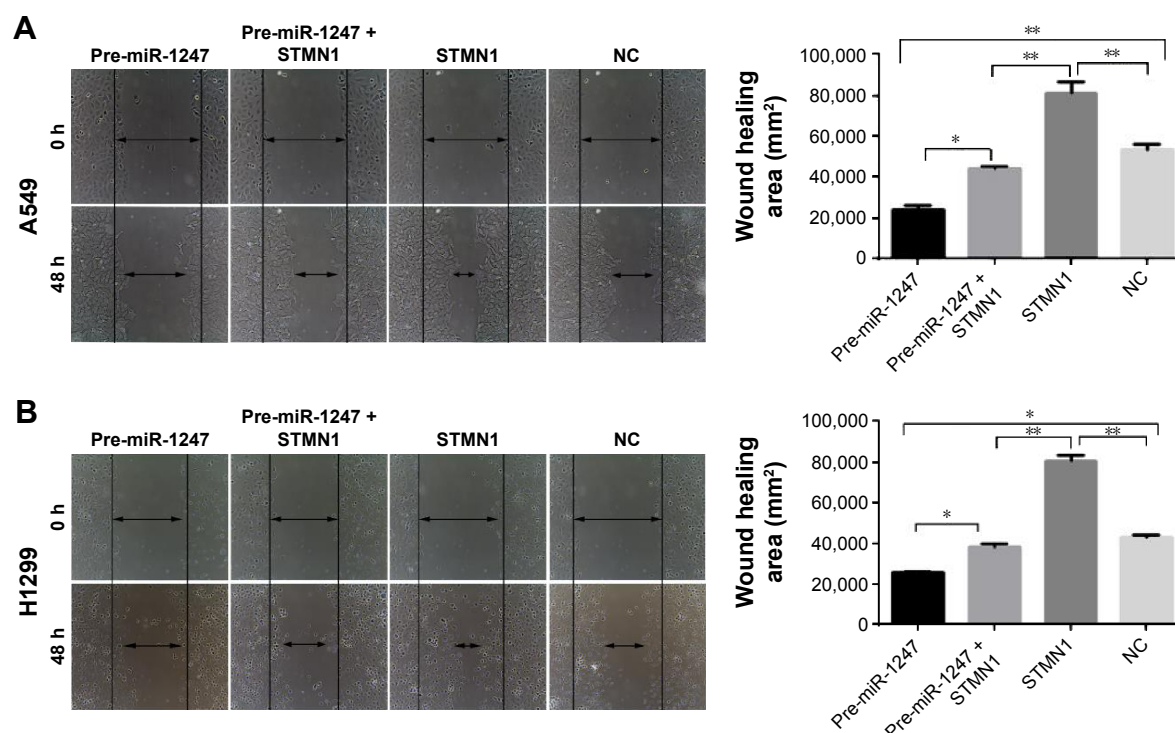 A
Pre-miR-1247
Pre-miR-1247 +
STMN1
STMN1
NC
0 h
48 h
A549
Wound healing
area (mm²)
100,000
80,000
60,000
40,000
20,000
0
**
**
**
*
Pre-miR-1247
Pre-miR-1247 +
STMN1
STMN1
NC
B
Pre-miR-1247
Pre-miR-1247 +
STMN1
STMN1
NC
0 h
48 h
H1299
Wound healing
area (mm²)
100,000
80,000
60,000
40,000
20,000
0
*
**
**
*
Pre-miR-1247
Pre-miR-1247 +
STMN1
STMN1
NC